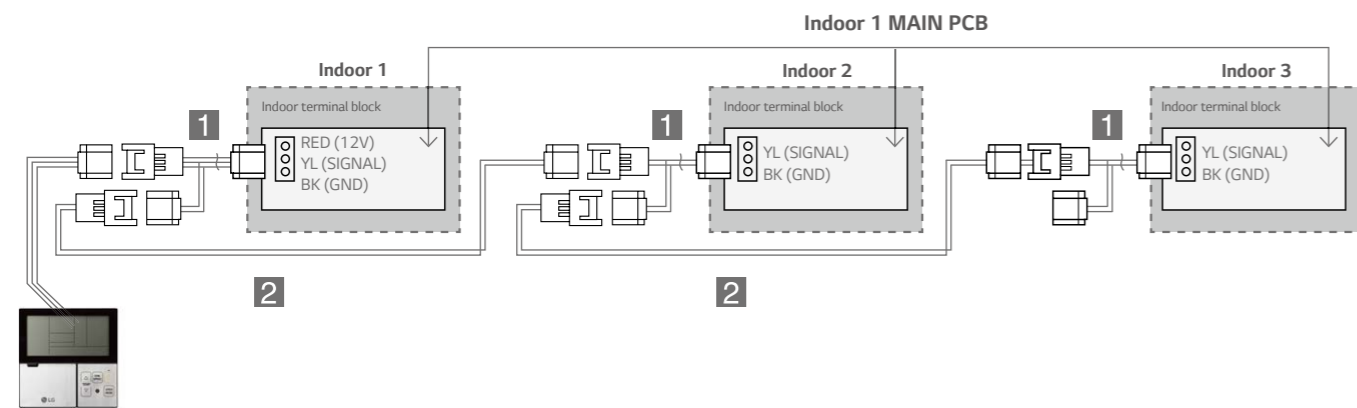 Indoor 1 MAIN PCB
Indoor 1
Indoor 2
Indoor 3
Indoor terminal block
Indoor terminal block
Indoor terminal block
1
1
1
RED (12V)
YL (SIGNAL)
BK (GND)
YL (SIGNAL)
BK (GND)
YL (SIGNAL)
BK (GND)
2
2
LG